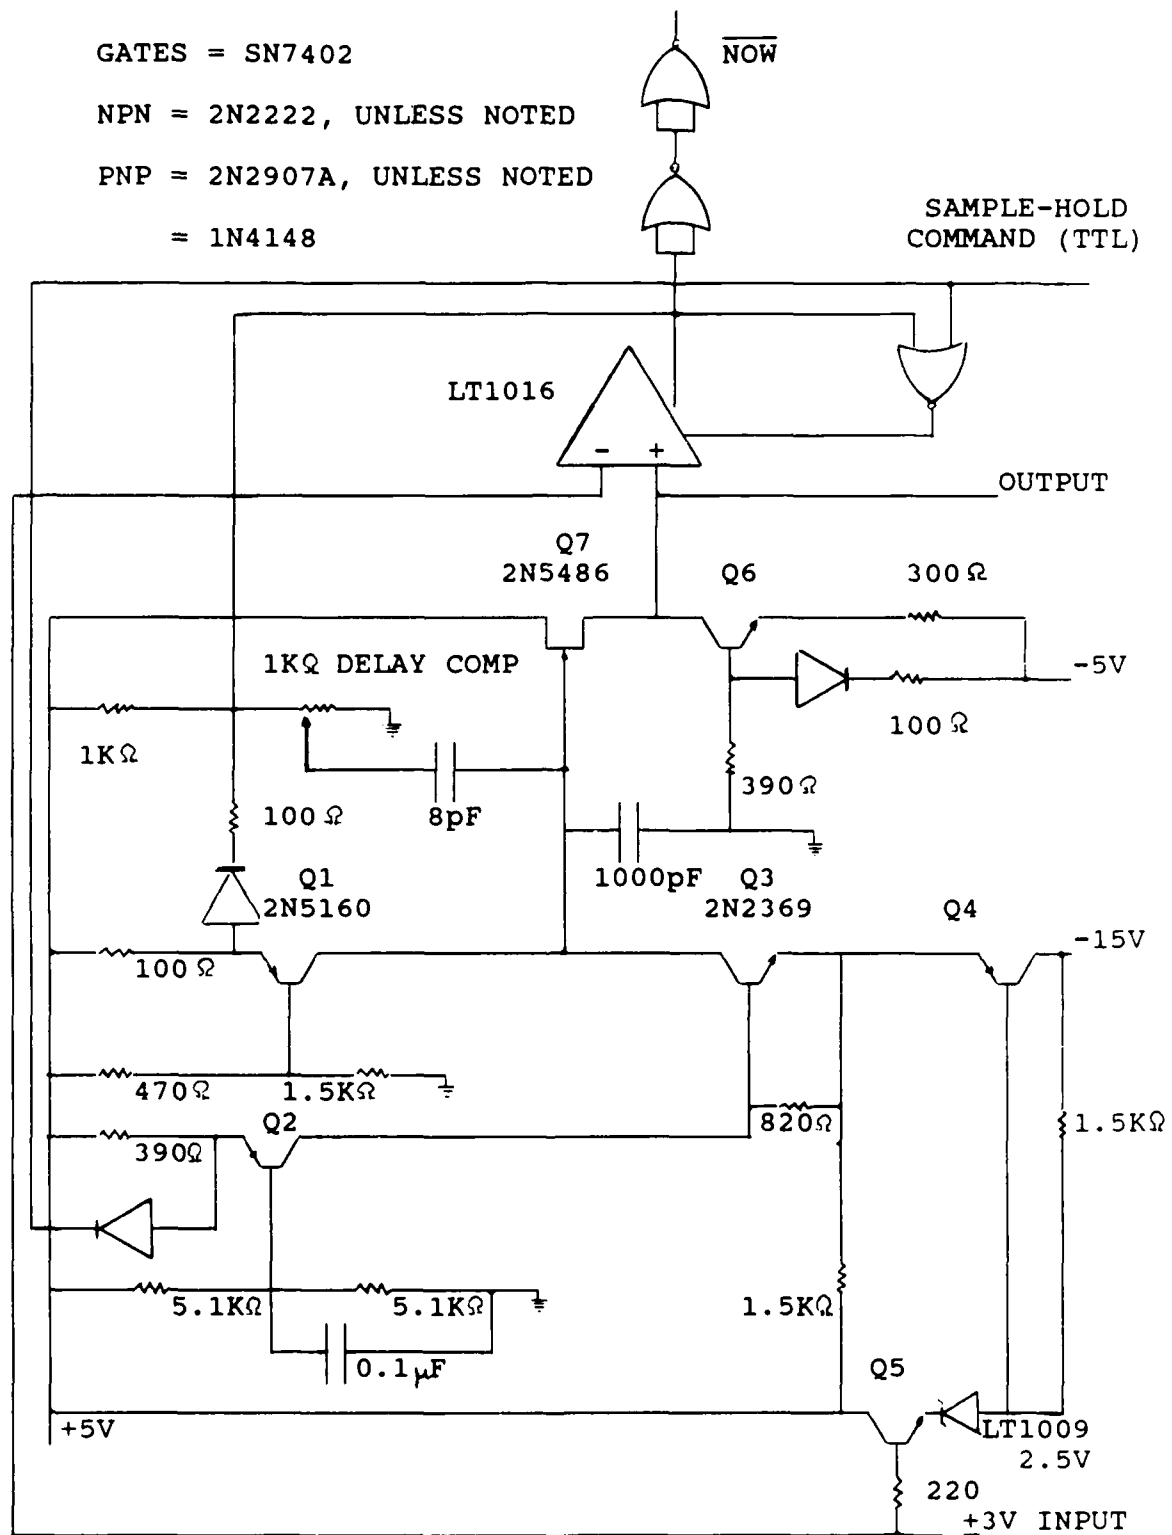 GATES = SN7402
NOW
NPN = 2N2222, UNLESS NOTED
PNP = 2N2907A, UNLESS NOTED
= 1N4148
SAMPLE-HOLD
COMMAND (TTL)
LT1016
-
+
OUTPUT
Q7
2N5486
Q6
300Ω
1KΩ DELAY COMP
-5V
100Ω
1KΩ
390Ω
100Ω
8pF
1000pF
Q1
2N5160
Q3
2N2369
Q4
-15V
100Ω
470Ω
1.5KΩ
Q2
820Ω
1.5KΩ
390Ω
5.1KΩ
5.1KΩ
1.5KΩ
0.1μF
Q5
+5V
LT1009
2.5V
220
±3V INPUT